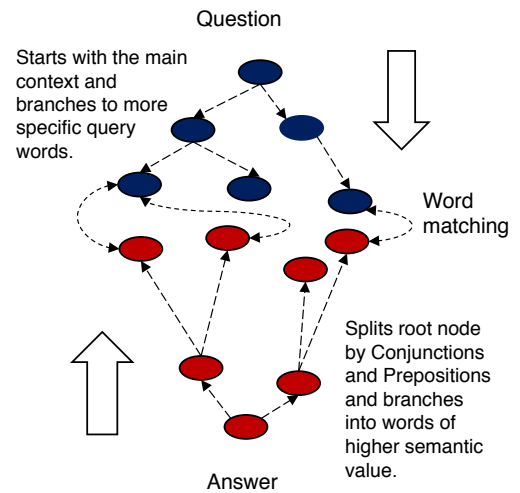 Question
Starts with the main
context and
branches to more
specific query
words.
Word
matching
Splits root node
by Conjunctions
and Prepositions
and branches
into words of
higher semantic
value.
Answer